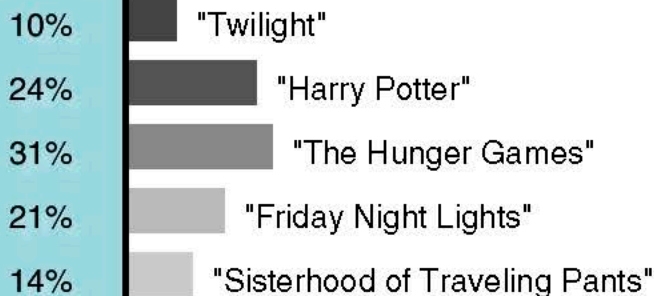 10% "Twilight"
24% "Harry Potter"
31% "The Hunger Games"
21% "Friday Night Lights"
14% "Sisterhood of Traveling Pants"